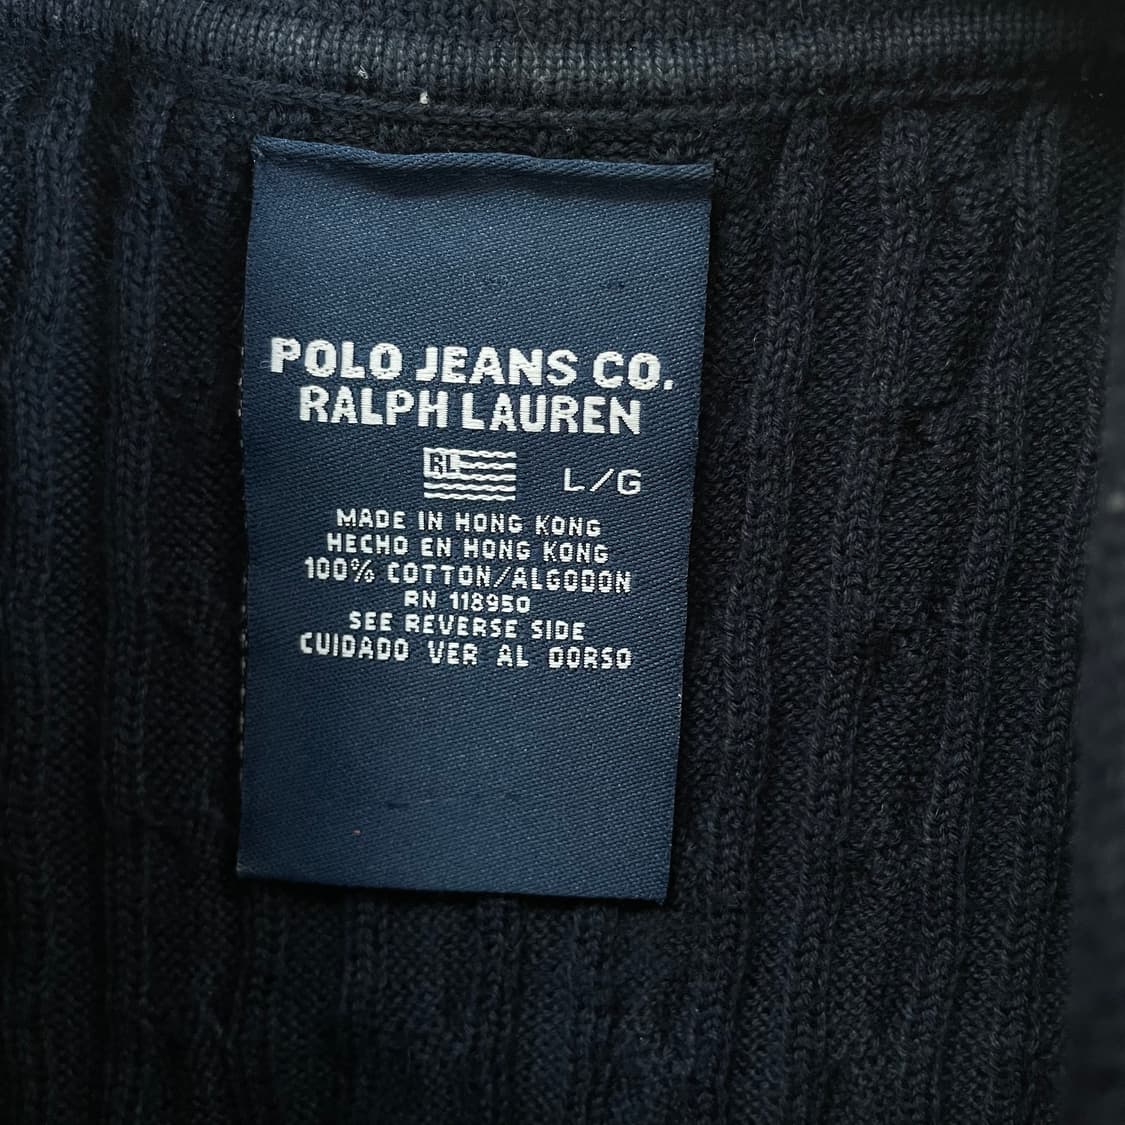 POLO JEANS CO.
RALPH LAUREN
RL
L/G
MADE IN HONG KONG
HECHO EN HONG KONG
100% COTTON/ALGODON
RN 118950
SEE REVERSE SIDE
CUIDADO VER AL DORSO